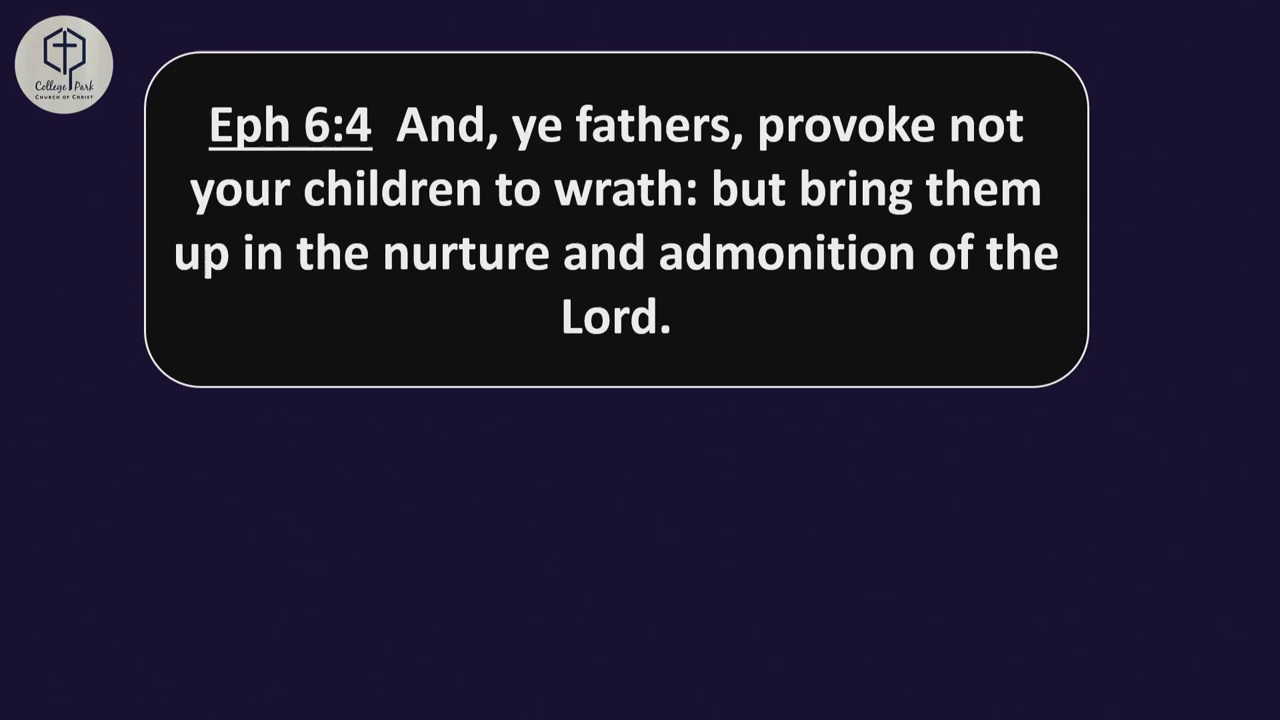 College Park
CHURCH OF CHRIST
Eph 6:4  And, ye fathers, provoke not
your children to wrath: but bring them
up in the nurture and admonition of the
Lord.